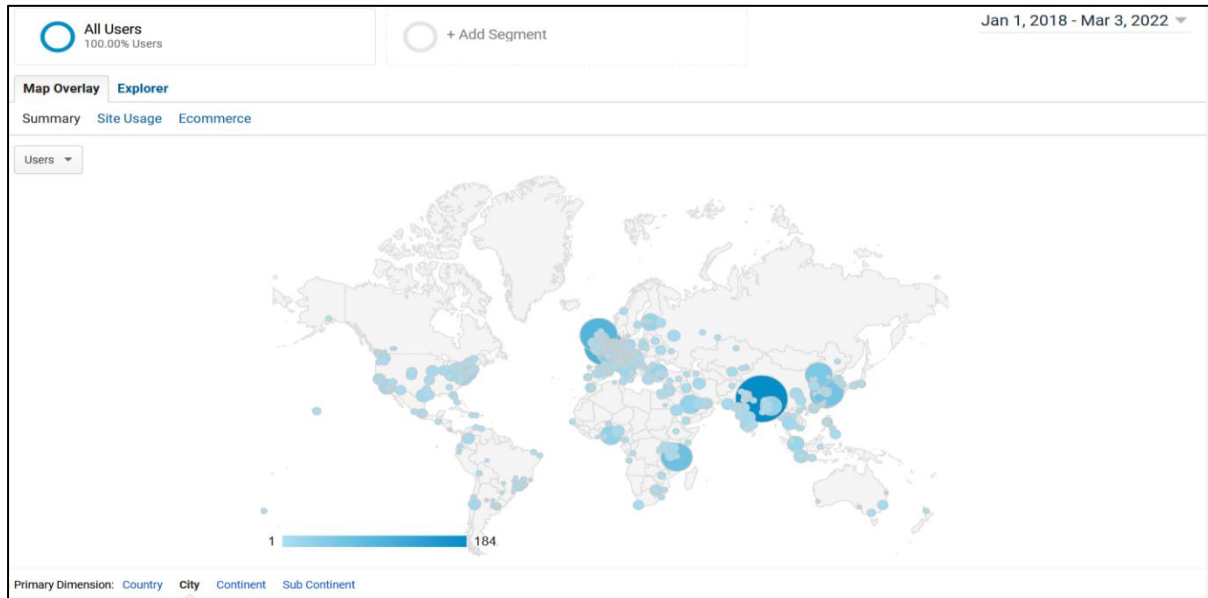 All Users
100.00% Users
+ Add Segment
Jan 1, 2018 - Mar 3, 2022
Map Overlay Explorer
Summary Site Usage Ecommerce
Users
1 184
Primary Dimension: Country City Continent Sub Continent